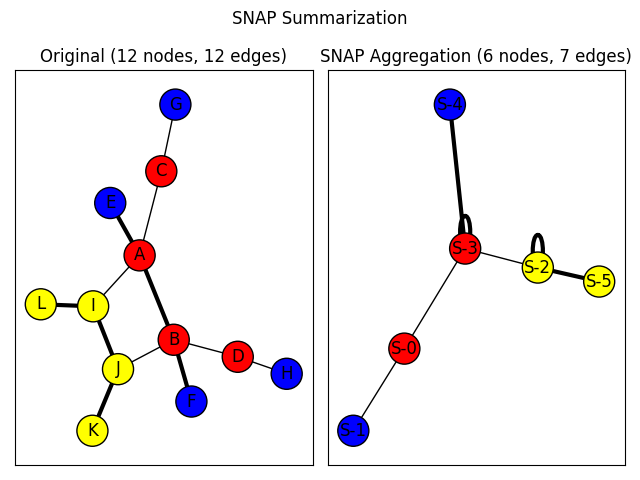 SNAP Summarization
Original (12 nodes, 12 edges)
SNAP Aggregation (6 nodes, 7 edges)
G
C
E
A
L
I
B
D
J
H
F
K
S-4
S-3
S-2
S-5
S-0
S-1